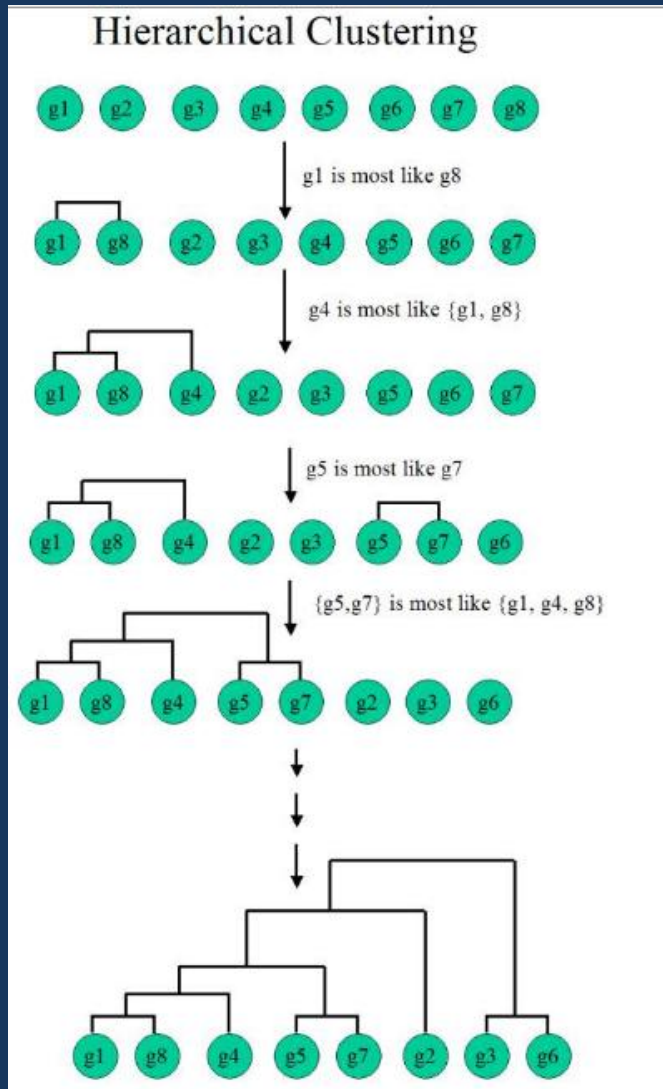 Hierarchical Clustering
g1 g2 g3 g4 g5 g6 g7 g8
g1 is most like g8
g1 g8 g2 g3 g4 g5 g6 g7
g4 is most like {g1, g8}
g1 g8 g4 g2 g3 g5 g6 g7
g5 is most like g7
g1 g8 g4 g2 g3 g5 g7 g6
{g5,g7} is most like {g1, g4, g8}
g1 g8 g4 g5 g7 g2 g3 g6
g1 g8 g4 g5 g7 g2 g3 g6